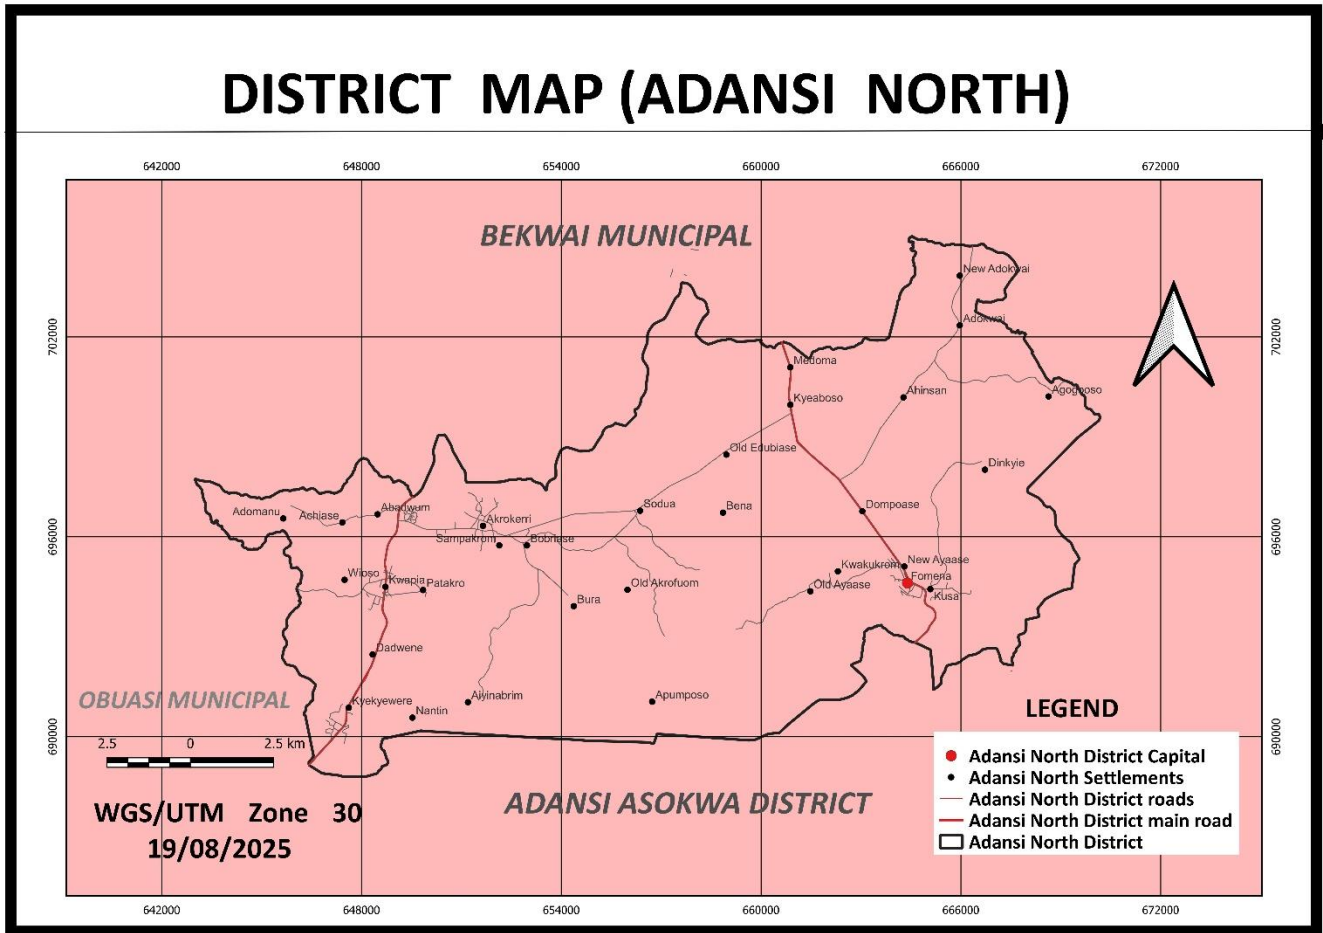 DISTRICT MAP (ADANSI NORTH)
642000 648000 654000 660000 666000 672000
BEKWAI MUNICIPAL
New Adokwai
Adokwai
702000 702000
Medoma
Agogooso
Ahinsan
Kyeaboso
Old Edubiase
Dinkyie
Sodua
Bena
Dompoase
Abadwum
Adomanu
Achiase
Akrokerri
696000 696000
Sampakrom
Bobriase
New Ayaase
Kwakukrom
Wioso
Fomena
Kwapia
Patakro
Old Akrofuom
Old Ayaase
Kusa
Bura
Dadwene
Aiyinabrim
Apumposo
OBUASI MUNICIPAL
Kyekyewere
Nantin
690000 690000
2.5 0 2.5 km
LEGEND
Adansi North District Capital
Adansi North Settlements
Adansi North District roads
Adansi North District main road
Adansi North District
ADANSI ASOKWA DISTRICT
WGS/UTM Zone 30
19/08/2025
642000 648000 654000 660000 666000 672000